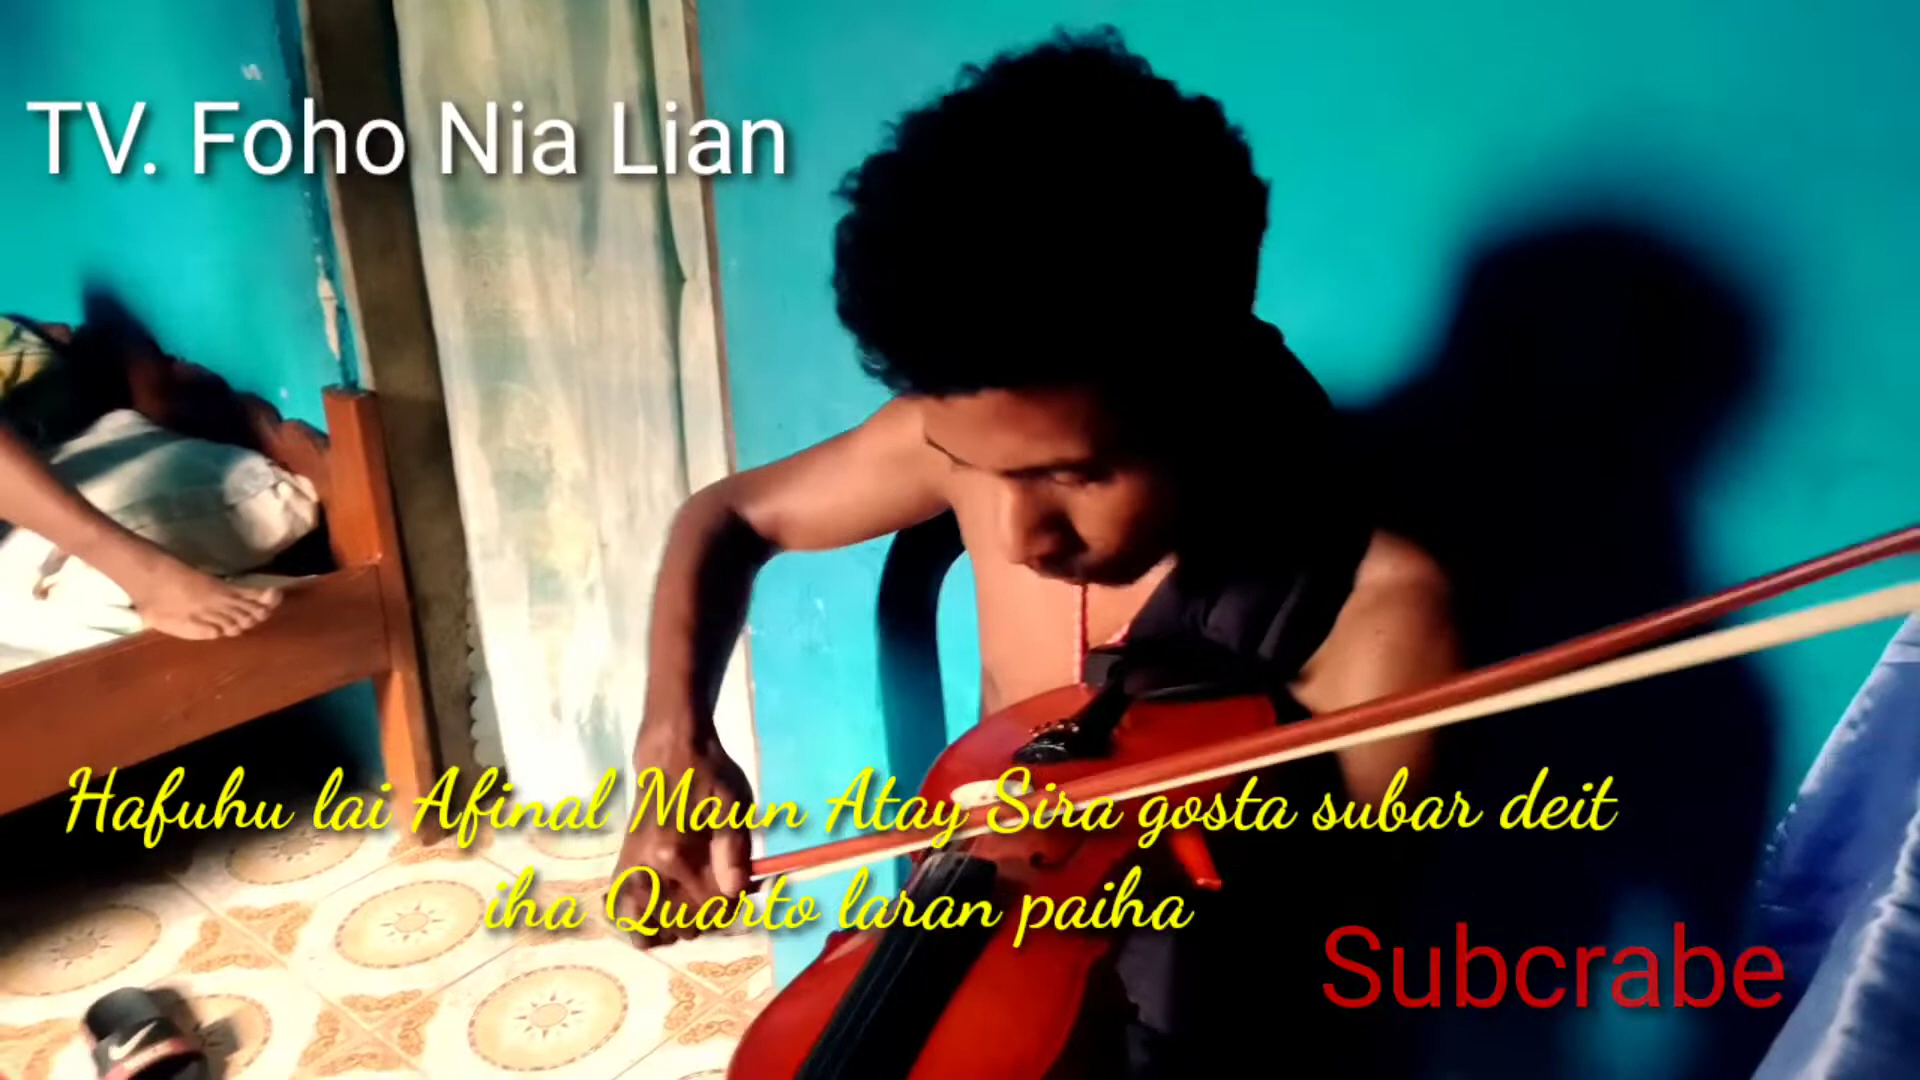 TV. Foho Nia Lian
Hafuhu lai Afinal Maun Atay Sira gosta subar deit
iha Quarto laran paiha
Subcrabe